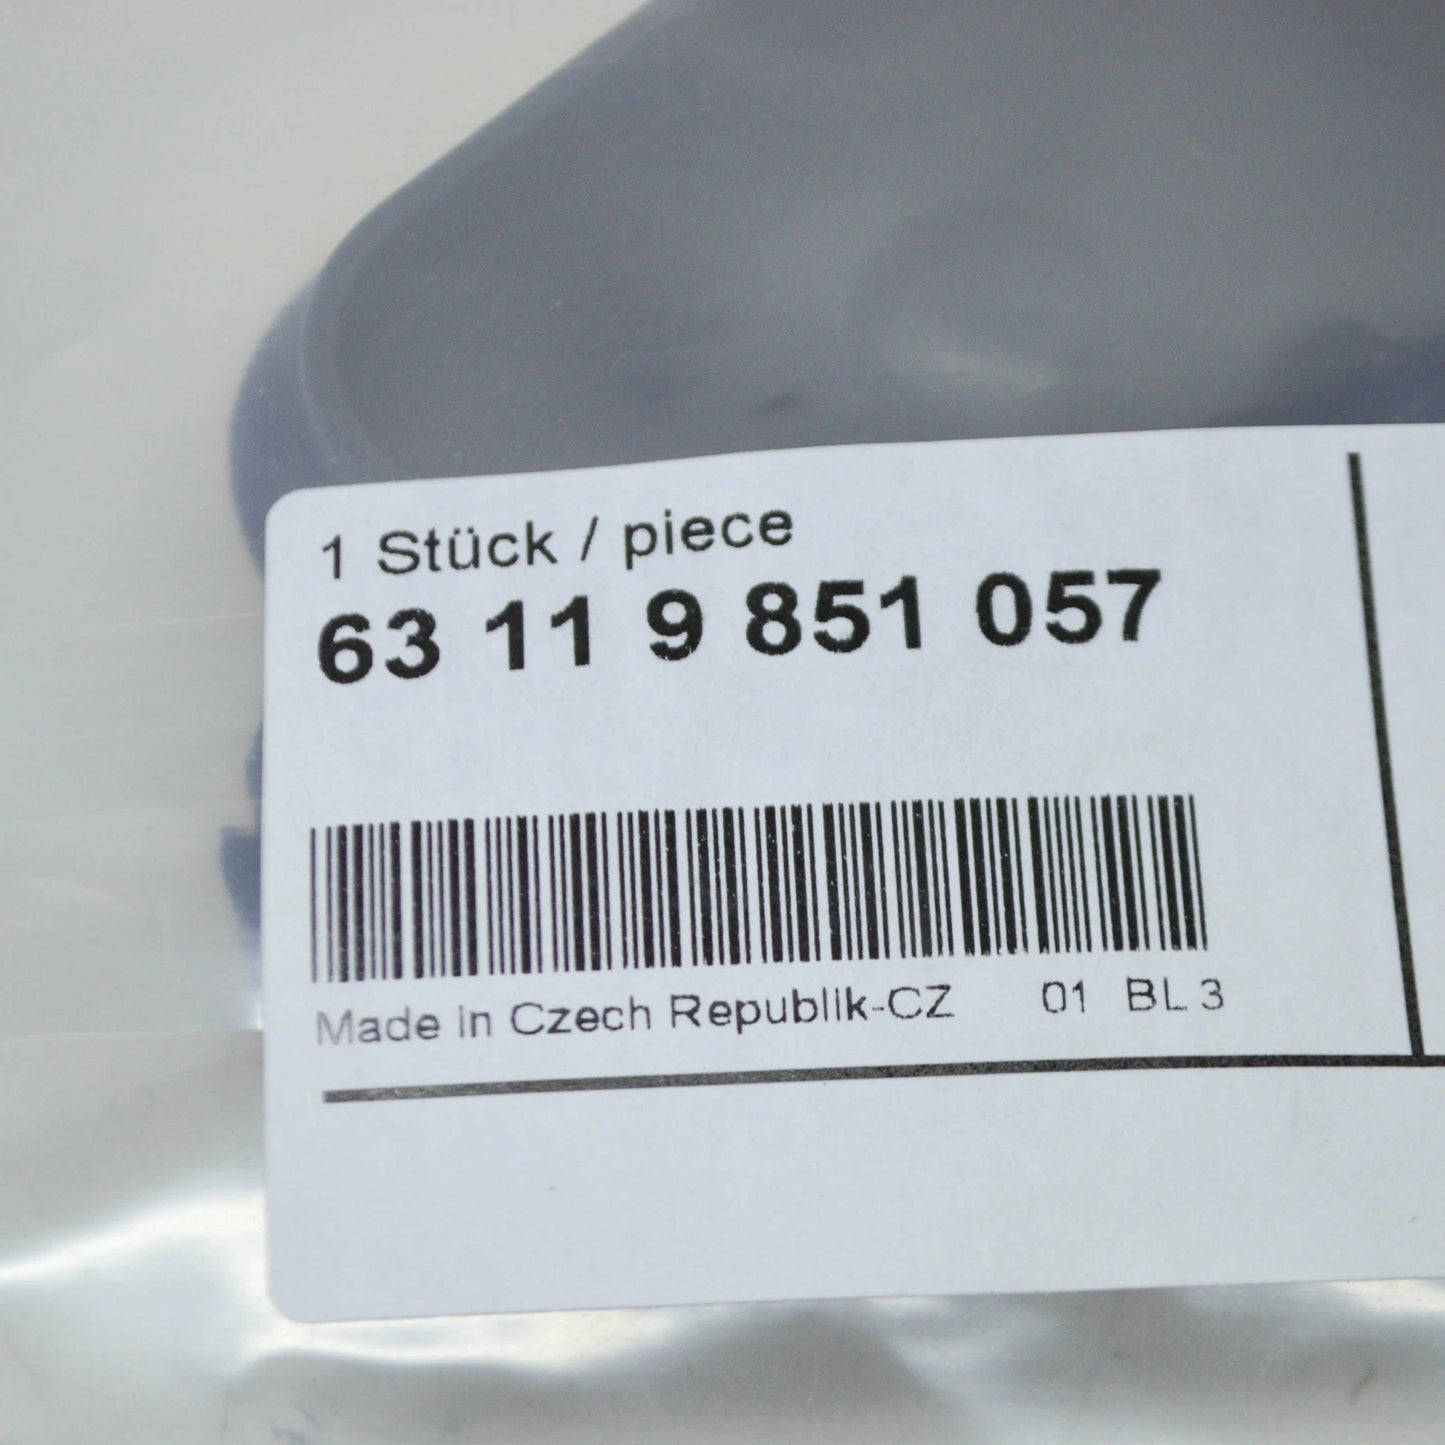 1 Stück / piece
63 11 9 851 057
Made in Czech Republik-CZ 01 BL 3